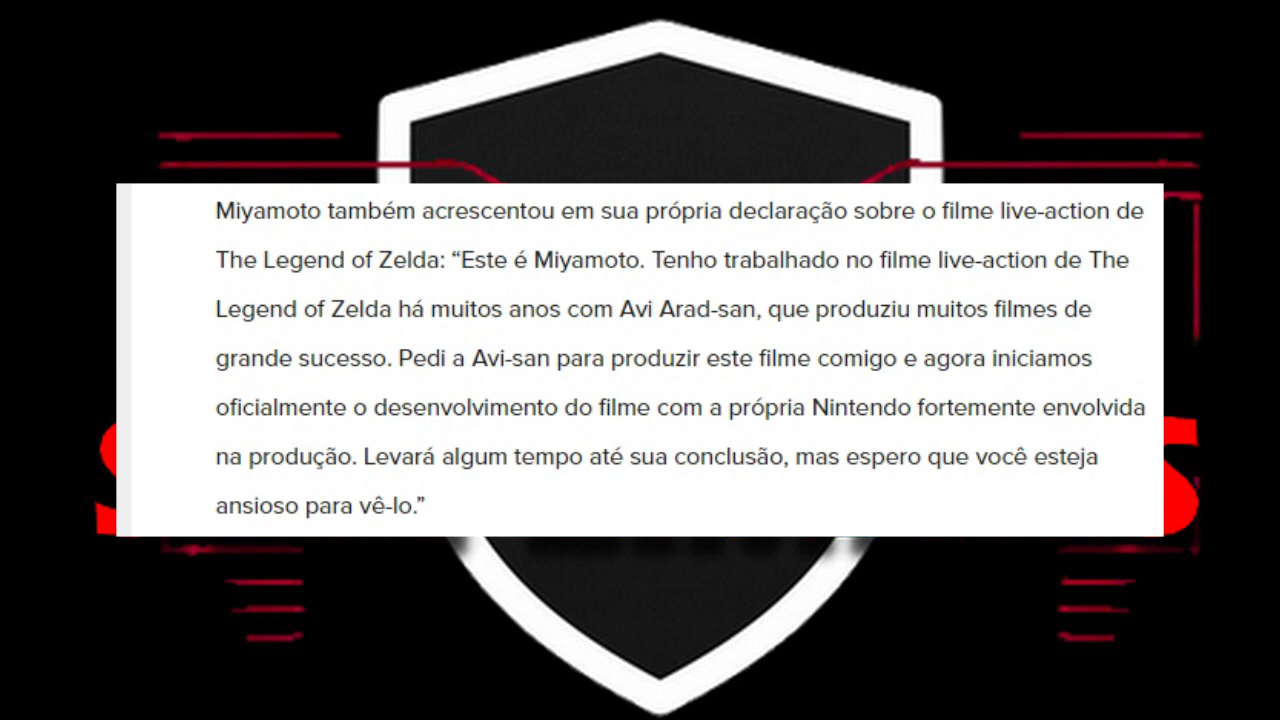 Miyamoto também acrescentou em sua própria declaração sobre o filme live-action de
The Legend of Zelda: “Este é Miyamoto. Tenho trabalhado no filme live-action de The
Legend of Zelda há muitos anos com Avi Arad-san, que produziu muitos filmes de
grande sucesso. Pedi a Avi-san para produzir este filme comigo e agora iniciamos
oficialmente o desenvolvimento do filme com a própria Nintendo fortemente envolvida
na produção. Levará algum tempo até sua conclusão, mas espero que você esteja
ansioso para vê-lo.”